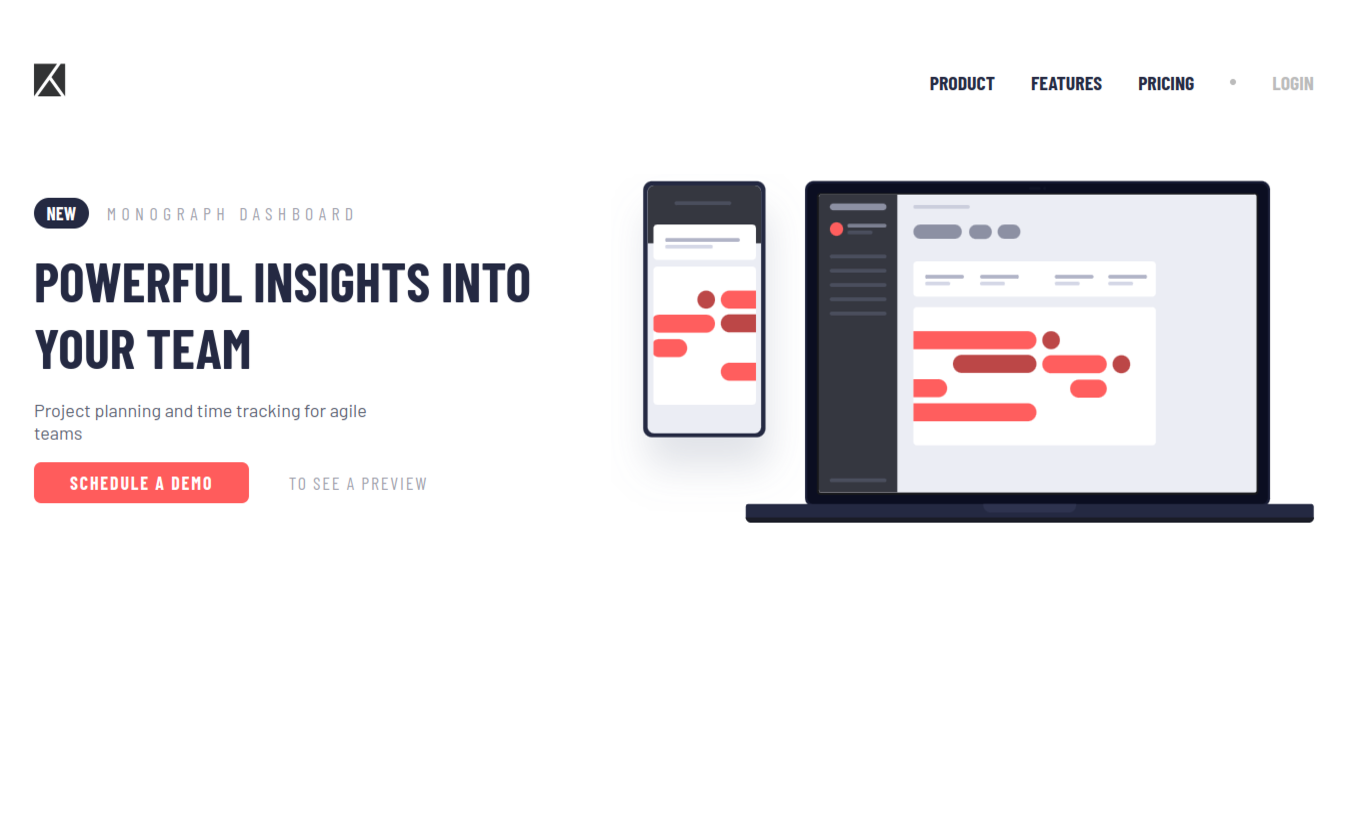 PRODUCT FEATURES PRICING • LOGIN
NEW MONOGRAPH DASHBOARD
POWERFUL INSIGHTS INTO
YOUR TEAM
Project planning and time tracking for agile
teams
SCHEDULE A DEMO TO SEE A PREVIEW